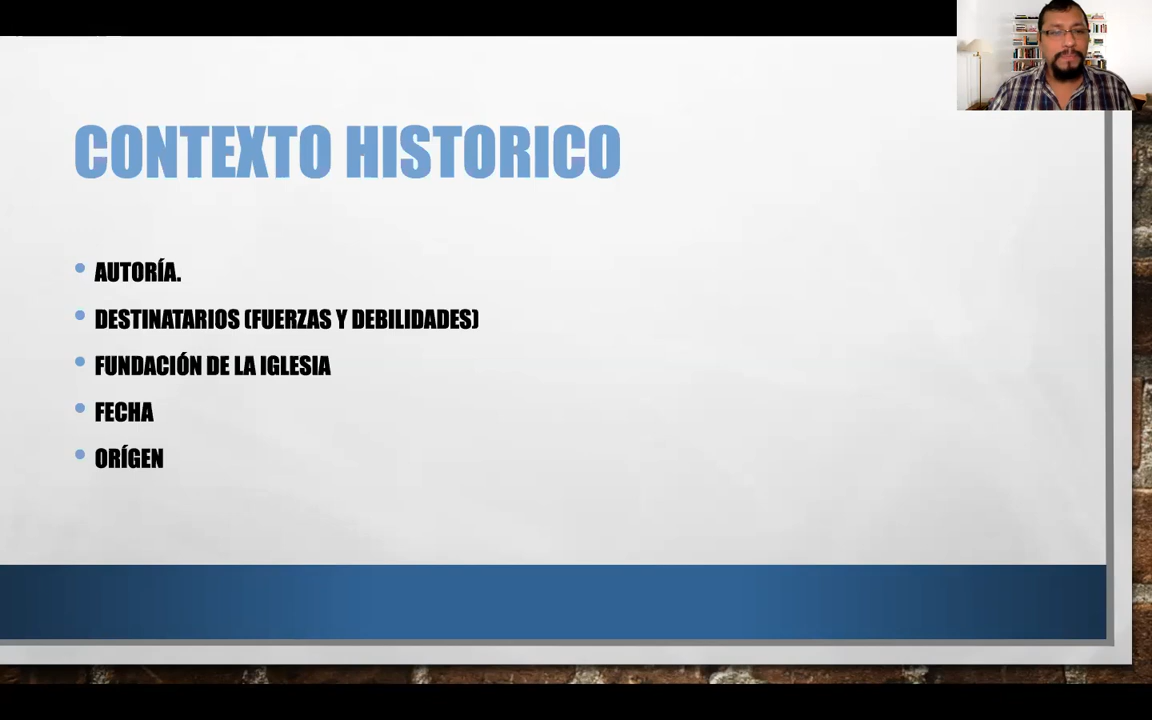 CONTEXTO HISTORICO
AUTORÍA.
DESTINATARIOS (FUERZAS Y DEBILIDADES)
FUNDACIÓN DE LA IGLESIA
FECHA
ORÍGEN